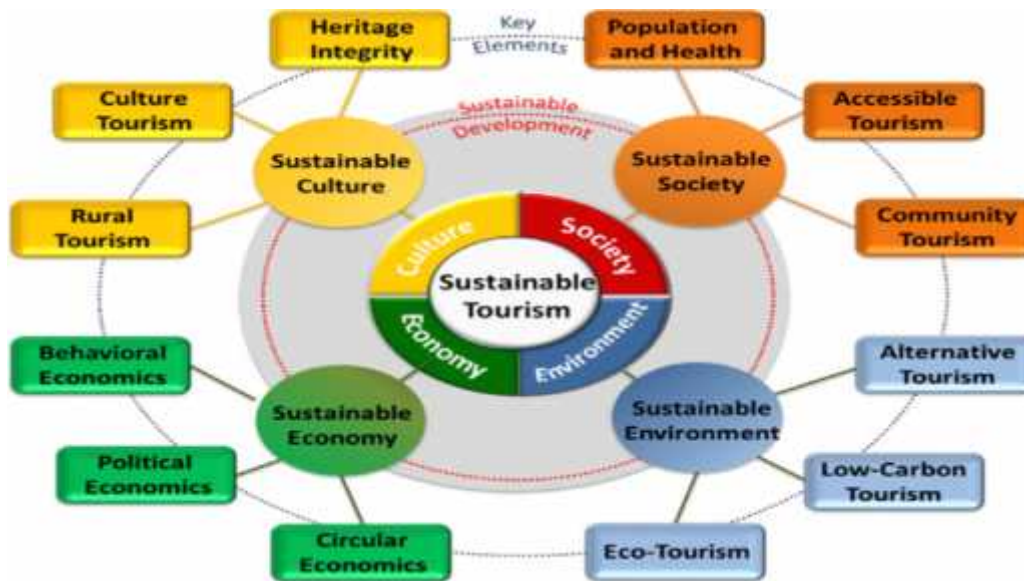 Key
Elements
Heritage
Integrity
Population
and Health
Culture
Tourism
Accessible
Tourism
Sustainable
Development
Sustainable
Culture
Sustainable
Society
Rural
Tourism
Community
Tourism
Culture
Society
Sustainable
Tourism
Economy
Environment
Behavioral
Economics
Alternative
Tourism
Sustainable
Economy
Sustainable
Environment
Political
Economics
Low-Carbon
Tourism
Circular
Economics
Eco-Tourism